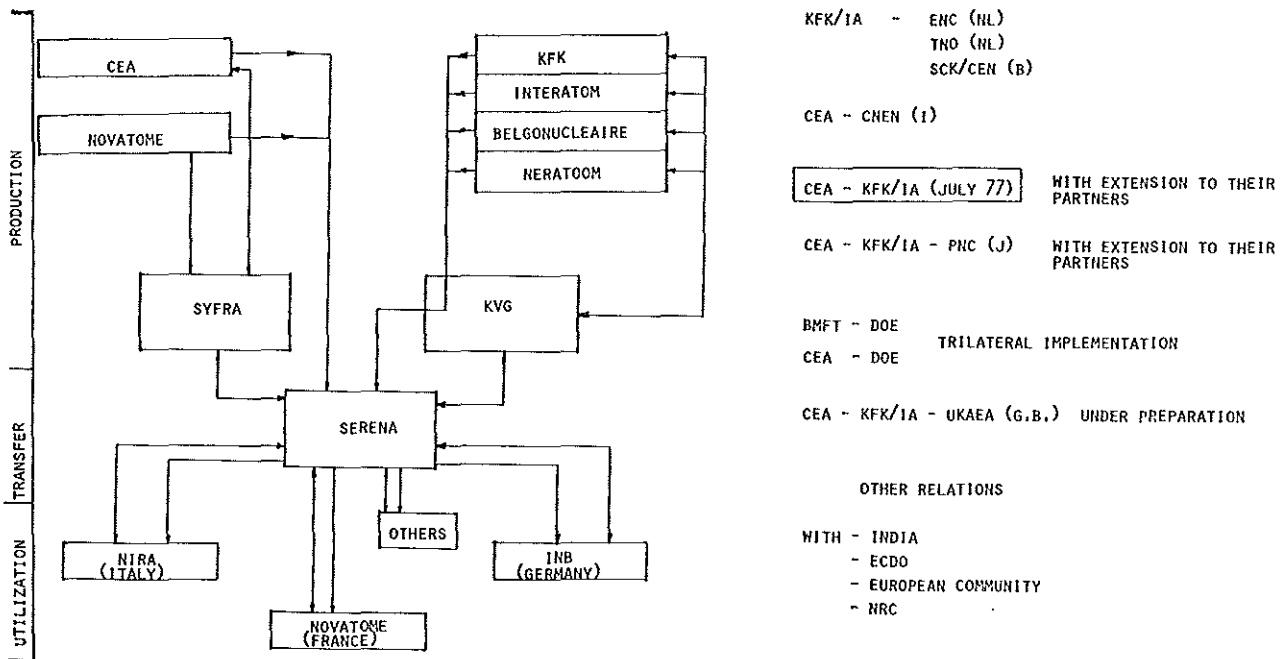 PRODUCTION
TRANSFER
UTILIZATION
CEA
NOVATOME
SYFRA
KFK
INTERATOM
BELGONUCLEAIRE
NERATOOM
KVG
SERENA
OTHERS
NIRA
(ITALY)
NOVATOME
(FRANCE)
INB
(GERMANY)
KFK/IA - ENC (NL)
TNO (NL)
SCK/CEN (B)
CEA - CNEN (I)
CEA - KFK/IA (JULY 77) WITH EXTENSION TO THEIR
PARTNERS
CEA - KFK/IA - PNC (J) WITH EXTENSION TO THEIR
PARTNERS
BMFT - DOE
TRILATERAL IMPLEMENTATION
CEA - DOE
CEA - KFK/IA - UKAEA (G.B.) UNDER PREPARATION
OTHER RELATIONS
WITH - INDIA
- ECDO
- EUROPEAN COMMUNITY
- NRC